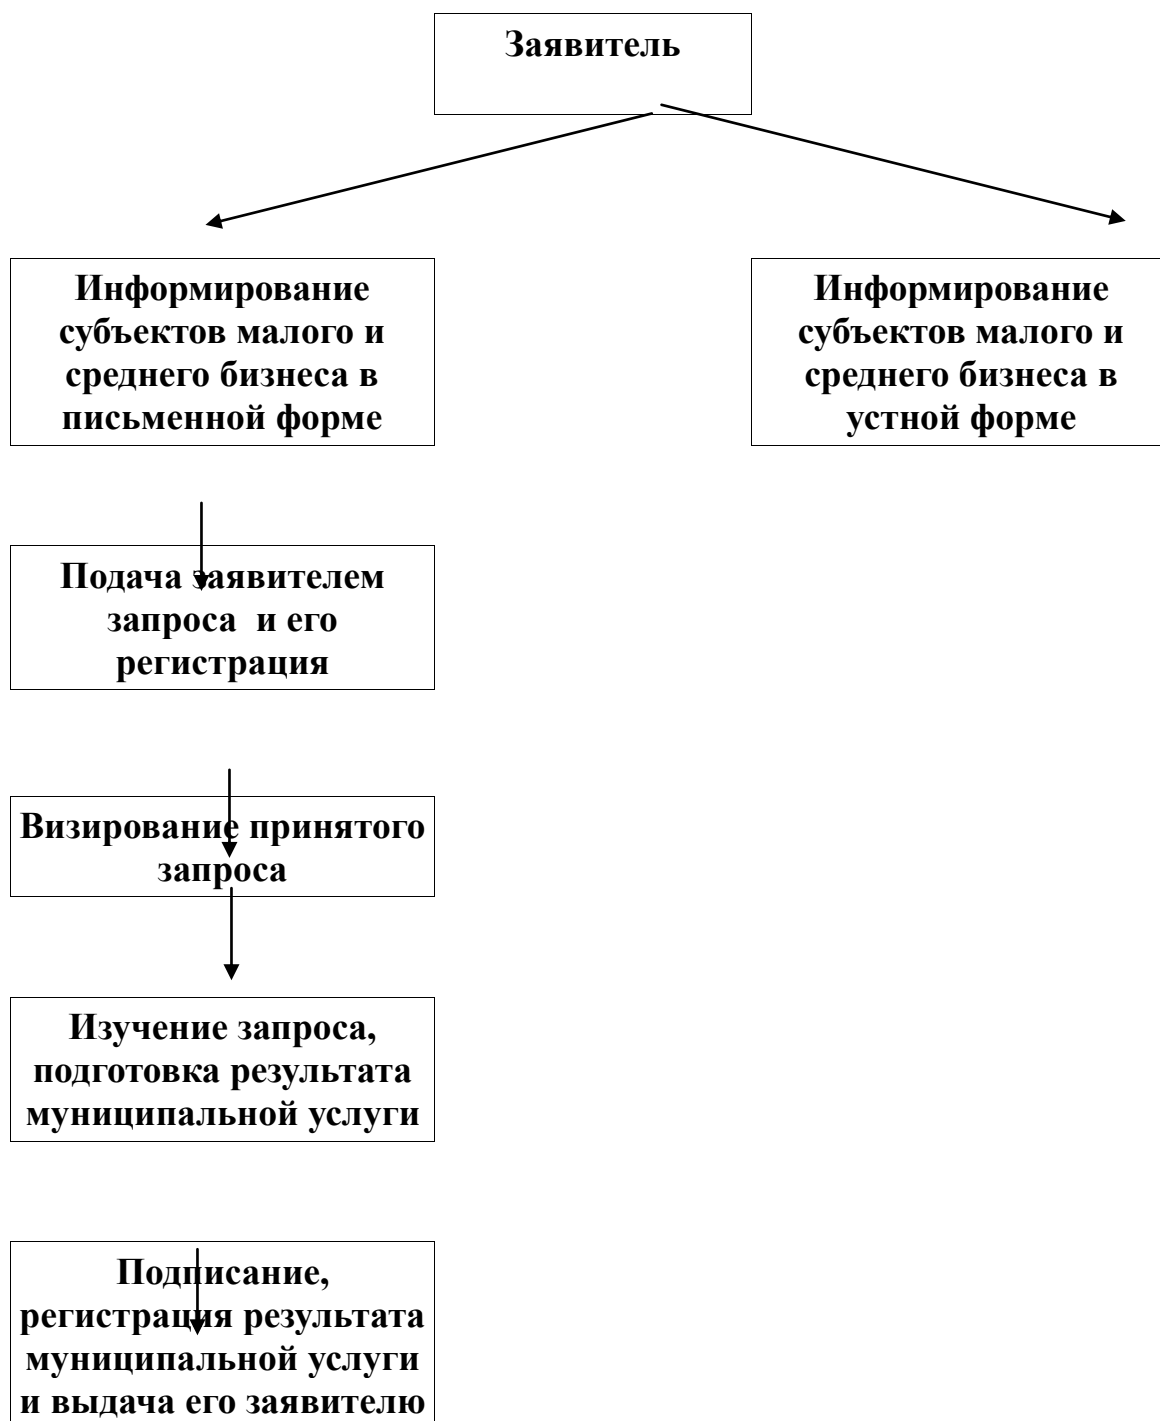 Заявитель
Информирование
субъектов малого и
среднего бизнеса в
письменной форме
Информирование
субъектов малого и
среднего бизнеса в
устной форме
Подача заявителем
запроса  и его
регистрация
Визирование принятого
запроса
Изучение запроса,
подготовка результата
муниципальной услуги
Подписание,
регистрация результата
муниципальной услуги
и выдача его заявителю